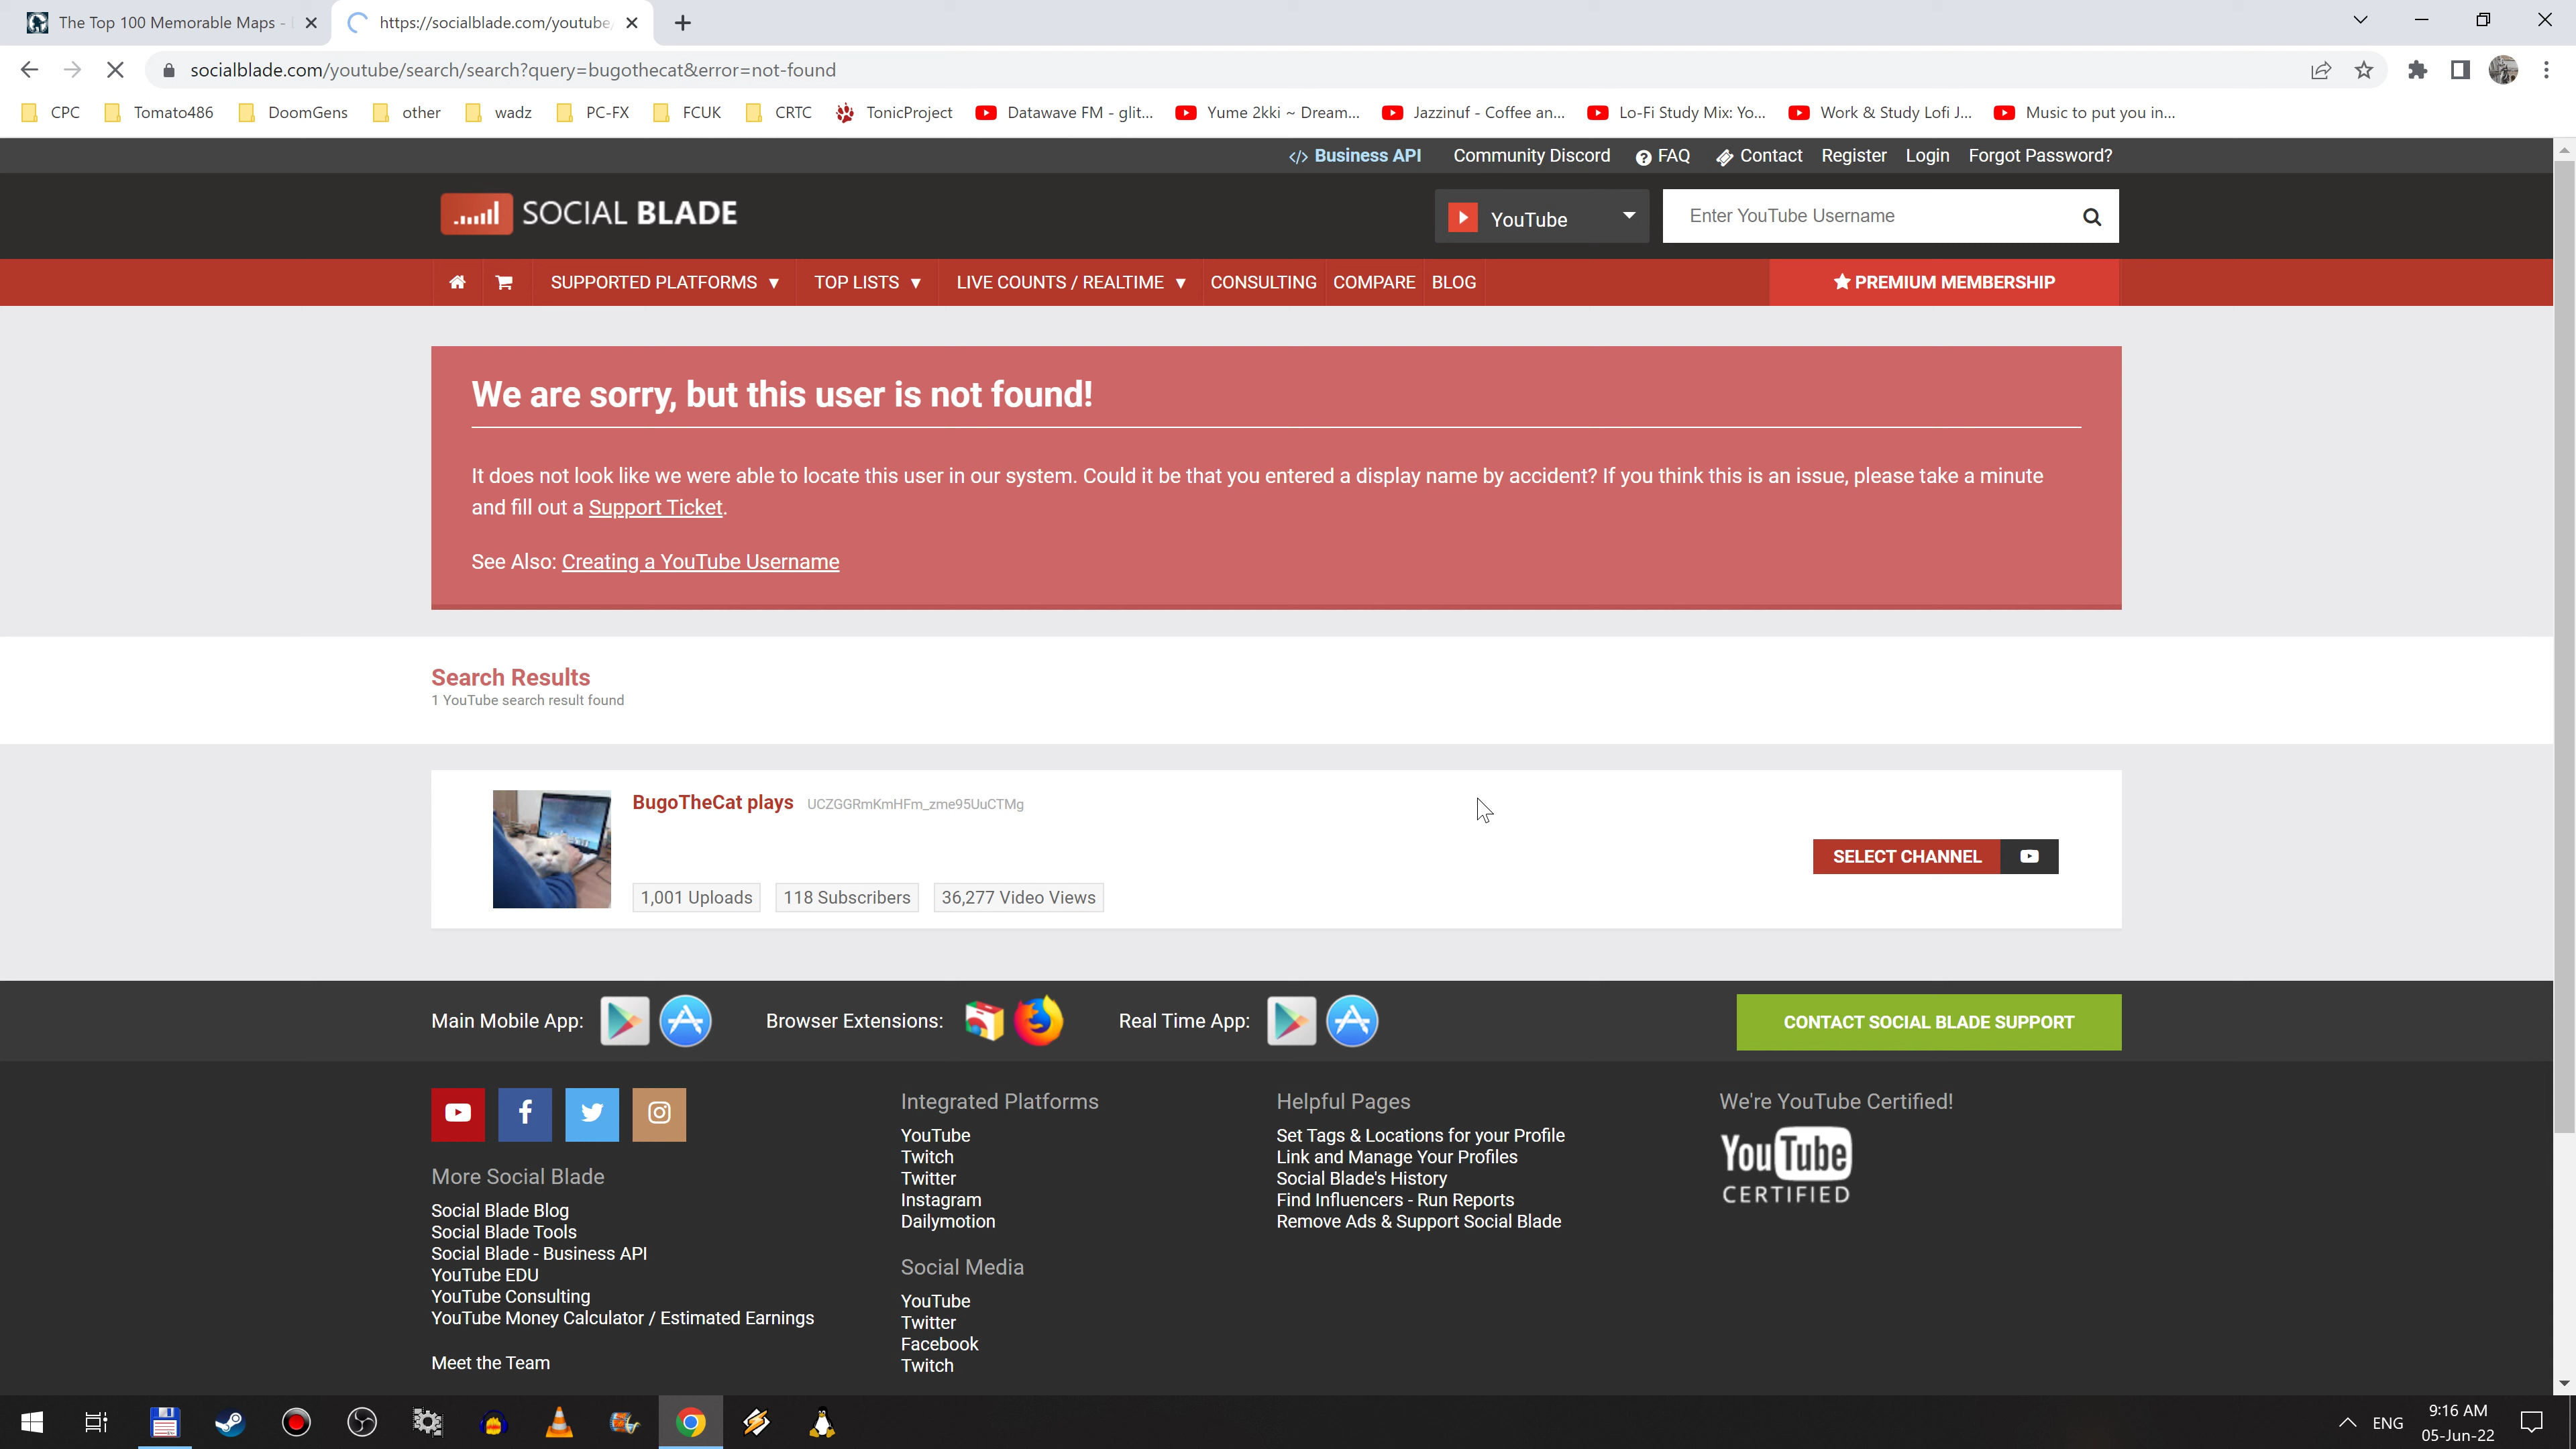 The Top 100 Memorable Maps -
https://socialblade.com/youtube/
socialblade.com/youtube/search/search?query=bugothecat&error=not-found
CPC Tomato486 DoomGens other wadz PC-FX FCUK CRTC TonicProject Datawave FM - glit... Yume 2kki ~ Dream... Jazzinuf - Coffee an... Lo-Fi Study Mix: Yo... Work & Study Lofi J... Music to put you in...
</> Business API Community Discord FAQ Contact Register Login Forgot Password?
SOCIAL BLADE
YouTube
Enter YouTube Username
SUPPORTED PLATFORMS ▼ TOP LISTS ▼ LIVE COUNTS / REALTIME ▼ CONSULTING COMPARE BLOG
PREMIUM MEMBERSHIP
We are sorry, but this user is not found!
It does not look like we were able to locate this user in our system. Could it be that you entered a display name by accident? If you think this is an issue, please take a minute
and fill out a Support Ticket.
See Also: Creating a YouTube Username
Search Results
1 YouTube search result found
BugoTheCat plays UCZGGRmKmHFm_zme95UuCTMg
SELECT CHANNEL
1,001 Uploads 118 Subscribers 36,277 Video Views
Main Mobile App: Browser Extensions: Real Time App:
CONTACT SOCIAL BLADE SUPPORT
More Social Blade
Social Blade Blog
Social Blade Tools
Social Blade - Business API
YouTube EDU
YouTube Consulting
YouTube Money Calculator / Estimated Earnings
Meet the Team
Integrated Platforms
YouTube
Twitch
Twitter
Instagram
Dailymotion
Social Media
YouTube
Twitter
Facebook
Twitch
Helpful Pages
Set Tags & Locations for your Profile
Link and Manage Your Profiles
Social Blade's History
Find Influencers - Run Reports
Remove Ads & Support Social Blade
We're YouTube Certified!
YouTube
CERTIFIED
ENG
9:16 AM
05-Jun-22